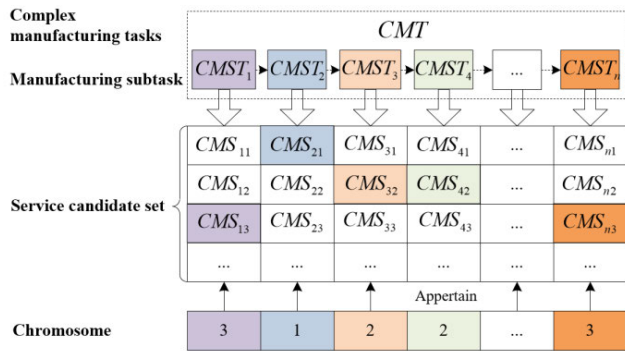 Complex
manufacturing tasks
CMT
Manufacturing subtask
CMST₁ CMST₂ CMST₃ CMST₄ ... CMSTₙ
CMS₁₁ CMS₂₁ CMS₃₁ CMS₄₁ ... CMSₙ₁
CMS₁₂ CMS₂₂ CMS₃₂ CMS₄₂ ... CMSₙ₂
Service candidate set
CMS₁₃ CMS₂₃ CMS₃₃ CMS₄₃ ... CMSₙ₃
... ... ... ... ... ...
Appertain
Chromosome
3 1 2 2 ... 3